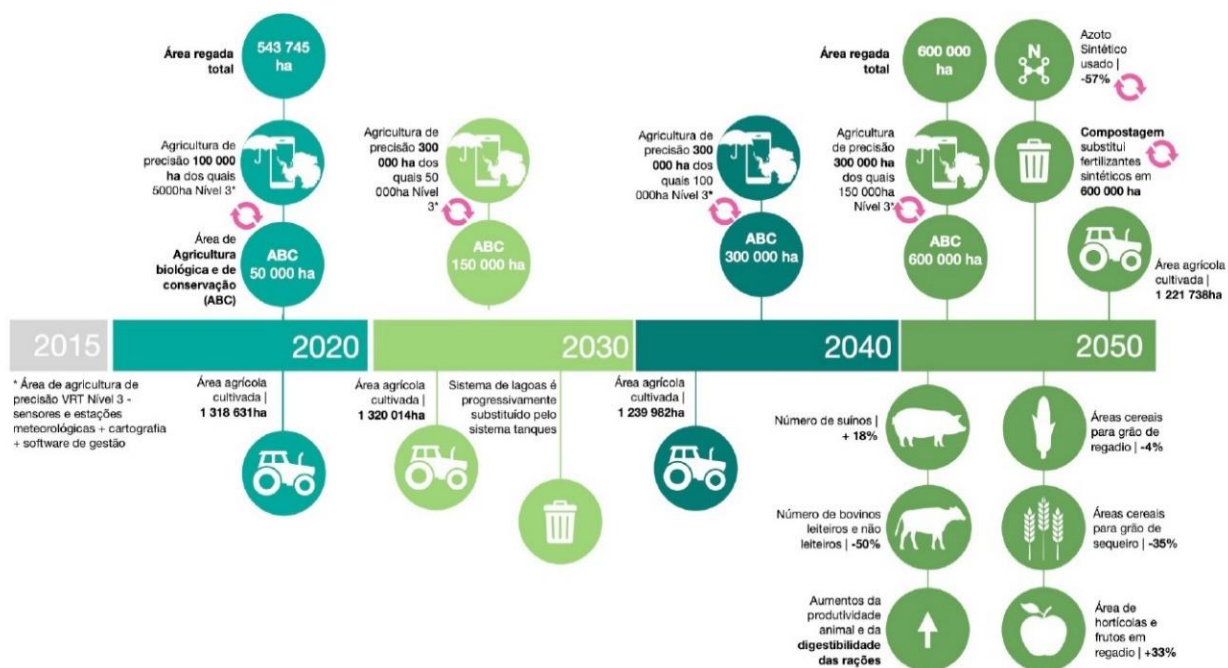 Área regada
total
543 745
ha
Agricultura de
precisão 100 000
ha dos quais
5000ha Nível 3*
Área de
Agricultura
biológica e de
conservação
(ABC)
ABC
50 000 ha
Agricultura de
precisão 300
000 ha dos
quais 50
000ha Nível
3*
ABC
150 000 ha
Agricultura de
precisão 300
000 ha dos
quais 100
000ha Nível 3*
ABC
300 000 ha
Área regada
total
600 000
ha
Agricultura
de precisão
300 000 ha
dos quais
150 000ha
Nível 3*
ABC
600 000 ha
N
Azoto
Sintético
usado |
-57%
Compostagem
substitui
fertilizantes
sintéticos em
600 000 ha
Área agrícola
cultivada |
1 221 738ha
2015
2020
2030
2040
2050
* Área de agricultura de
precisão VRT Nível 3 -
sensores e estações
meteorológicas + cartografia
+ software de gestão
Área agrícola
cultivada |
1 318 631ha
Área agrícola
cultivada |
1 320 014ha
Sistema de lagoas é
progressivamente
substituído pelo
sistema tanques
Área agrícola
cultivada |
1 239 982ha
Número de suínos |
+ 18%
Áreas cereais
para grão de
regadio | -4%
Número de bovinos
leiteiros e não
leiteiros | -50%
Áreas cereais
para grão de
sequeiro | -35%
Aumentos da
produtividade
animal e da
digestibilidade
das rações
Área de
hortícolas e
frutos em
regadio | +33%